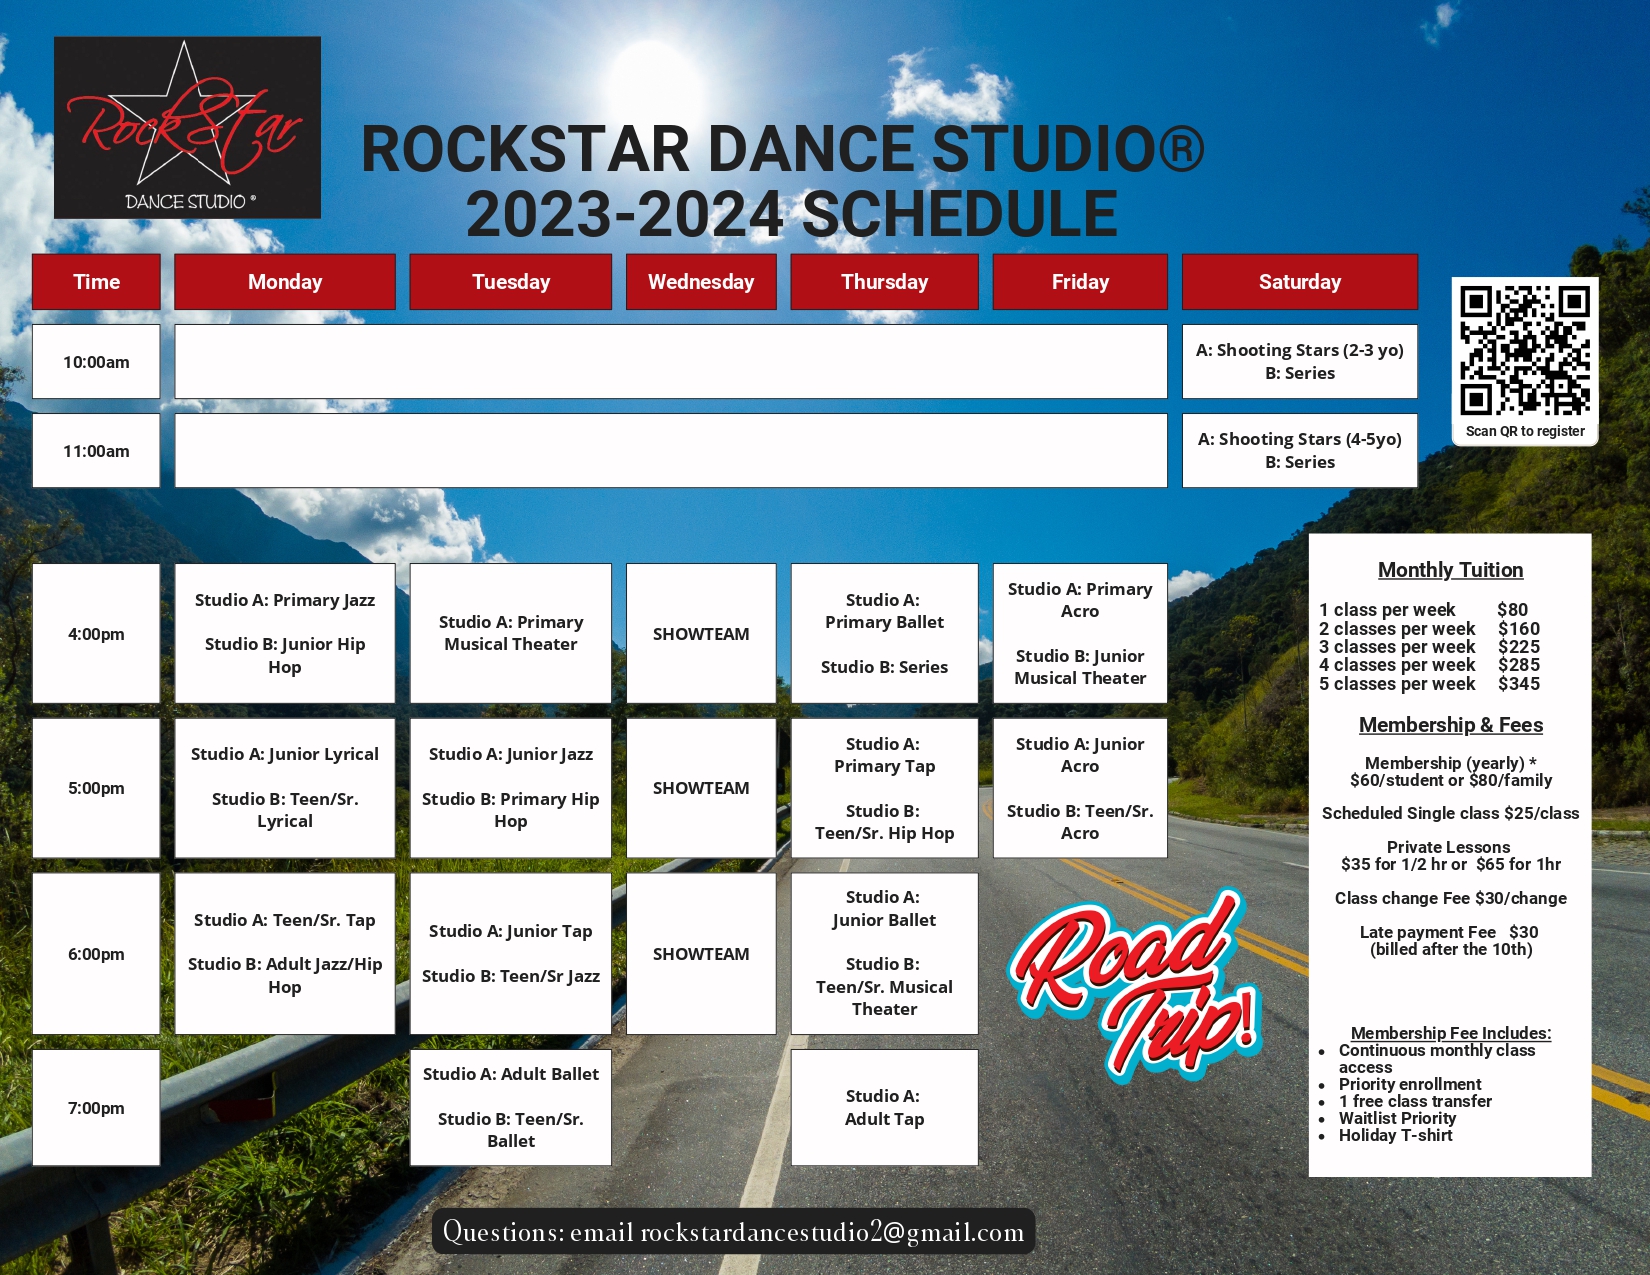 RockStar
DANCE STUDIO ®
ROCKSTAR DANCE STUDIO®
2023-2024 SCHEDULE
Time Monday Tuesday Wednesday Thursday Friday Saturday
10:00am
A: Shooting Stars (2-3 yo)
B: Series
11:00am
A: Shooting Stars (4-5yo)
B: Series
Scan QR to register
4:00pm
Studio A: Primary Jazz
Studio B: Junior Hip
Hop
Studio A: Primary
Musical Theater
SHOWTEAM
Studio A:
Primary Ballet
Studio B: Series
Studio A: Primary
Acro
Studio B: Junior
Musical Theater
5:00pm
Studio A: Junior Lyrical
Studio B: Teen/Sr.
Lyrical
Studio A: Junior Jazz
Studio B: Primary Hip
Hop
SHOWTEAM
Studio A:
Primary Tap
Studio B:
Teen/Sr. Hip Hop
Studio A: Junior
Acro
Studio B: Teen/Sr.
Acro
6:00pm
Studio A: Teen/Sr. Tap
Studio B: Adult Jazz/Hip
Hop
Studio A: Junior Tap
Studio B: Teen/Sr Jazz
SHOWTEAM
Studio A:
Junior Ballet
Studio B:
Teen/Sr. Musical
Theater
7:00pm
Studio A: Adult Ballet
Studio B: Teen/Sr.
Ballet
Studio A:
Adult Tap
Road
Trip!
Monthly Tuition
1 class per week $80
2 classes per week $160
3 classes per week $225
4 classes per week $285
5 classes per week $345
Membership & Fees
Membership (yearly) *
$60/student or $80/family
Scheduled Single class $25/class
Private Lessons
$35 for 1/2 hr or $65 for 1hr
Class change Fee $30/change
Late payment Fee $30
(billed after the 10th)
Membership Fee Includes:
• Continuous monthly class
access
• Priority enrollment
• 1 free class transfer
• Waitlist Priority
• Holiday T-shirt
Questions: email rockstardancestudio2@gmail.com